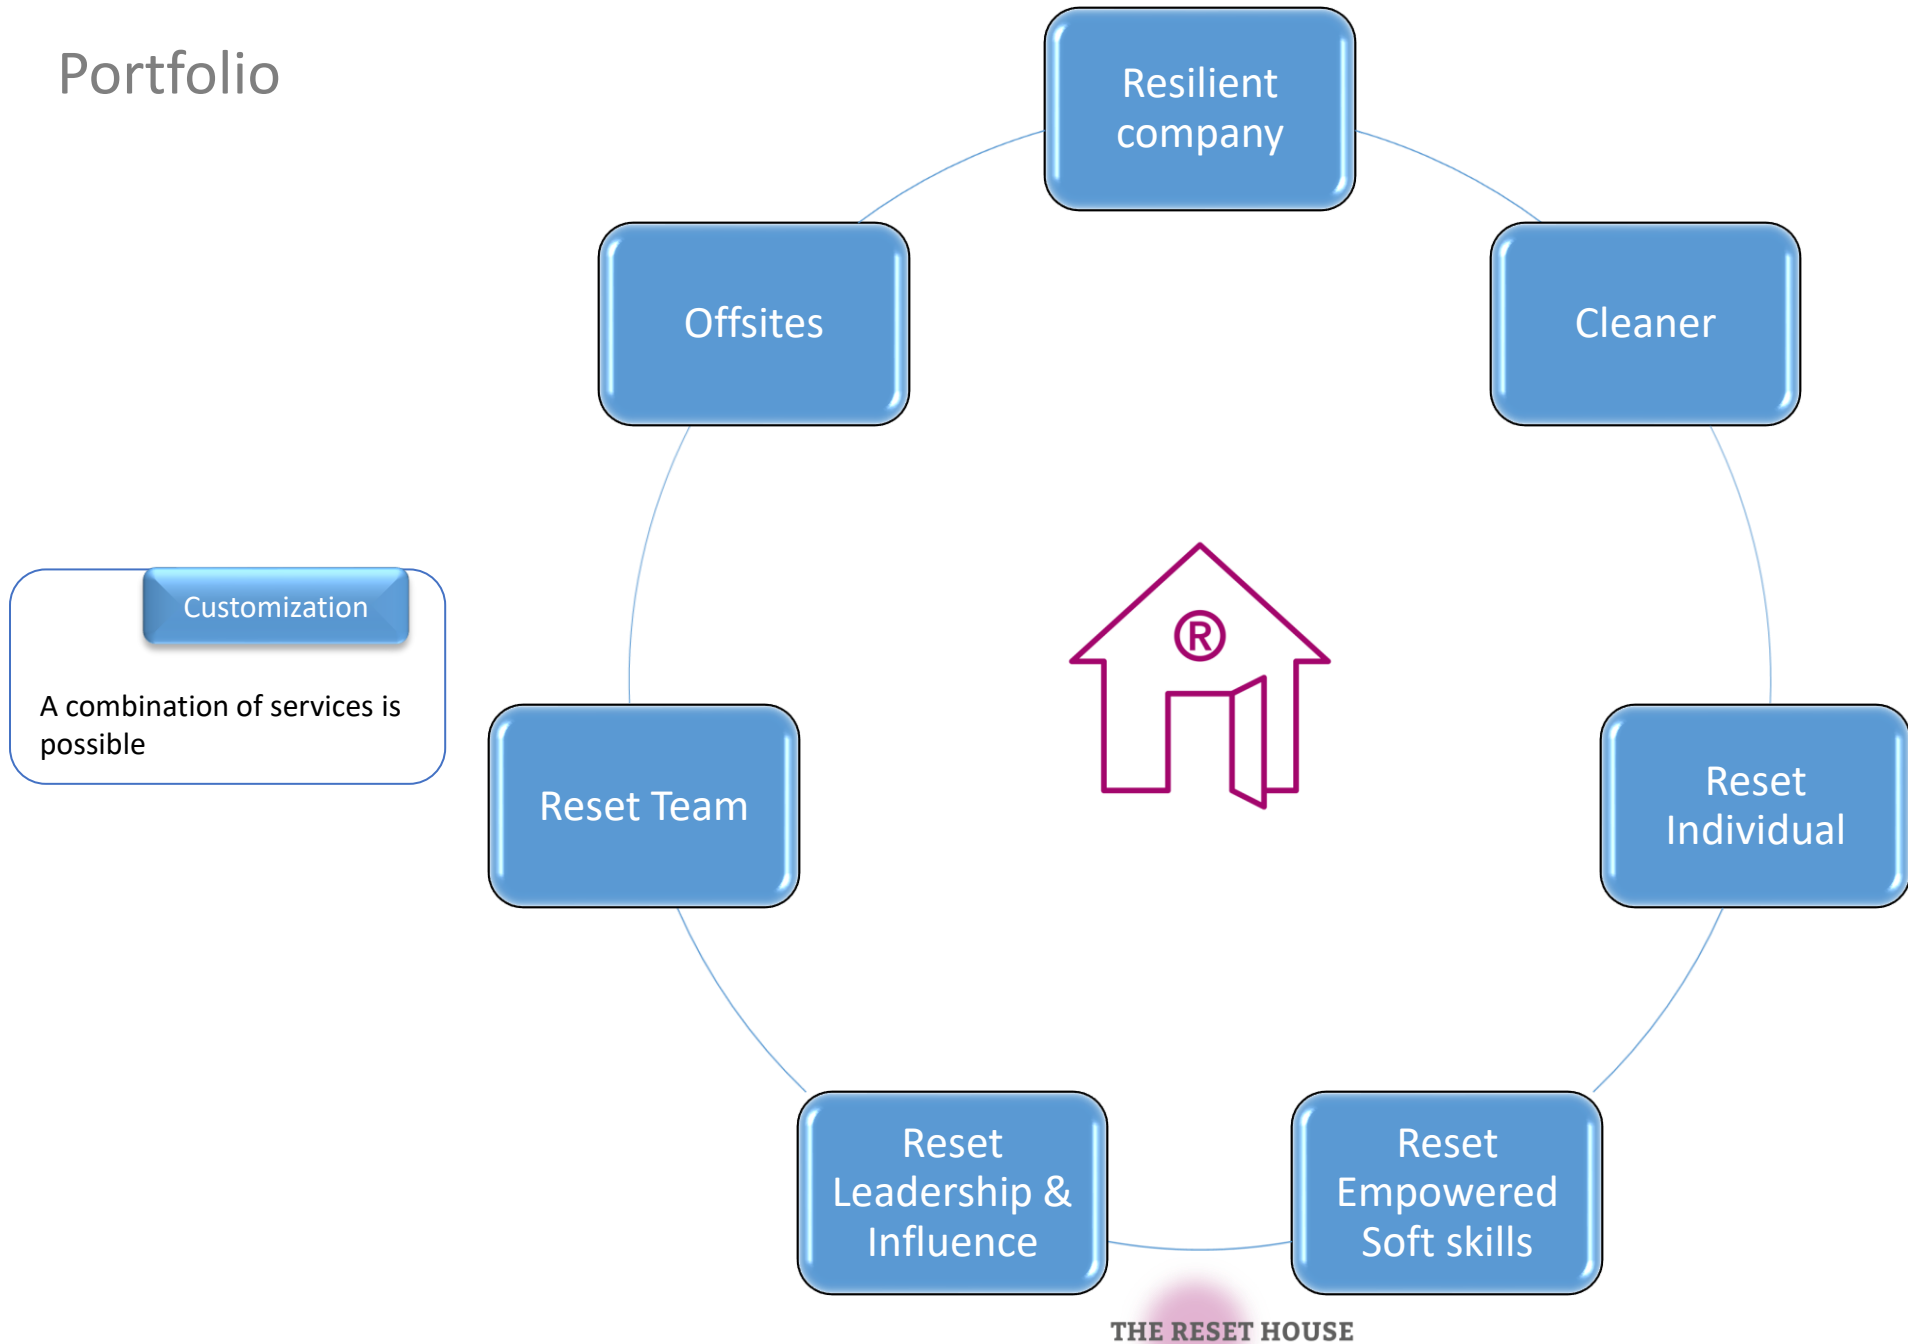 Portfolio
Resilient
company
Offsites
Cleaner
Customization
A combination of services is
possible
®
Reset Team
Reset
Individual
Reset
Leadership &
Influence
Reset
Empowered
Soft skills
THE RESET HOUSE